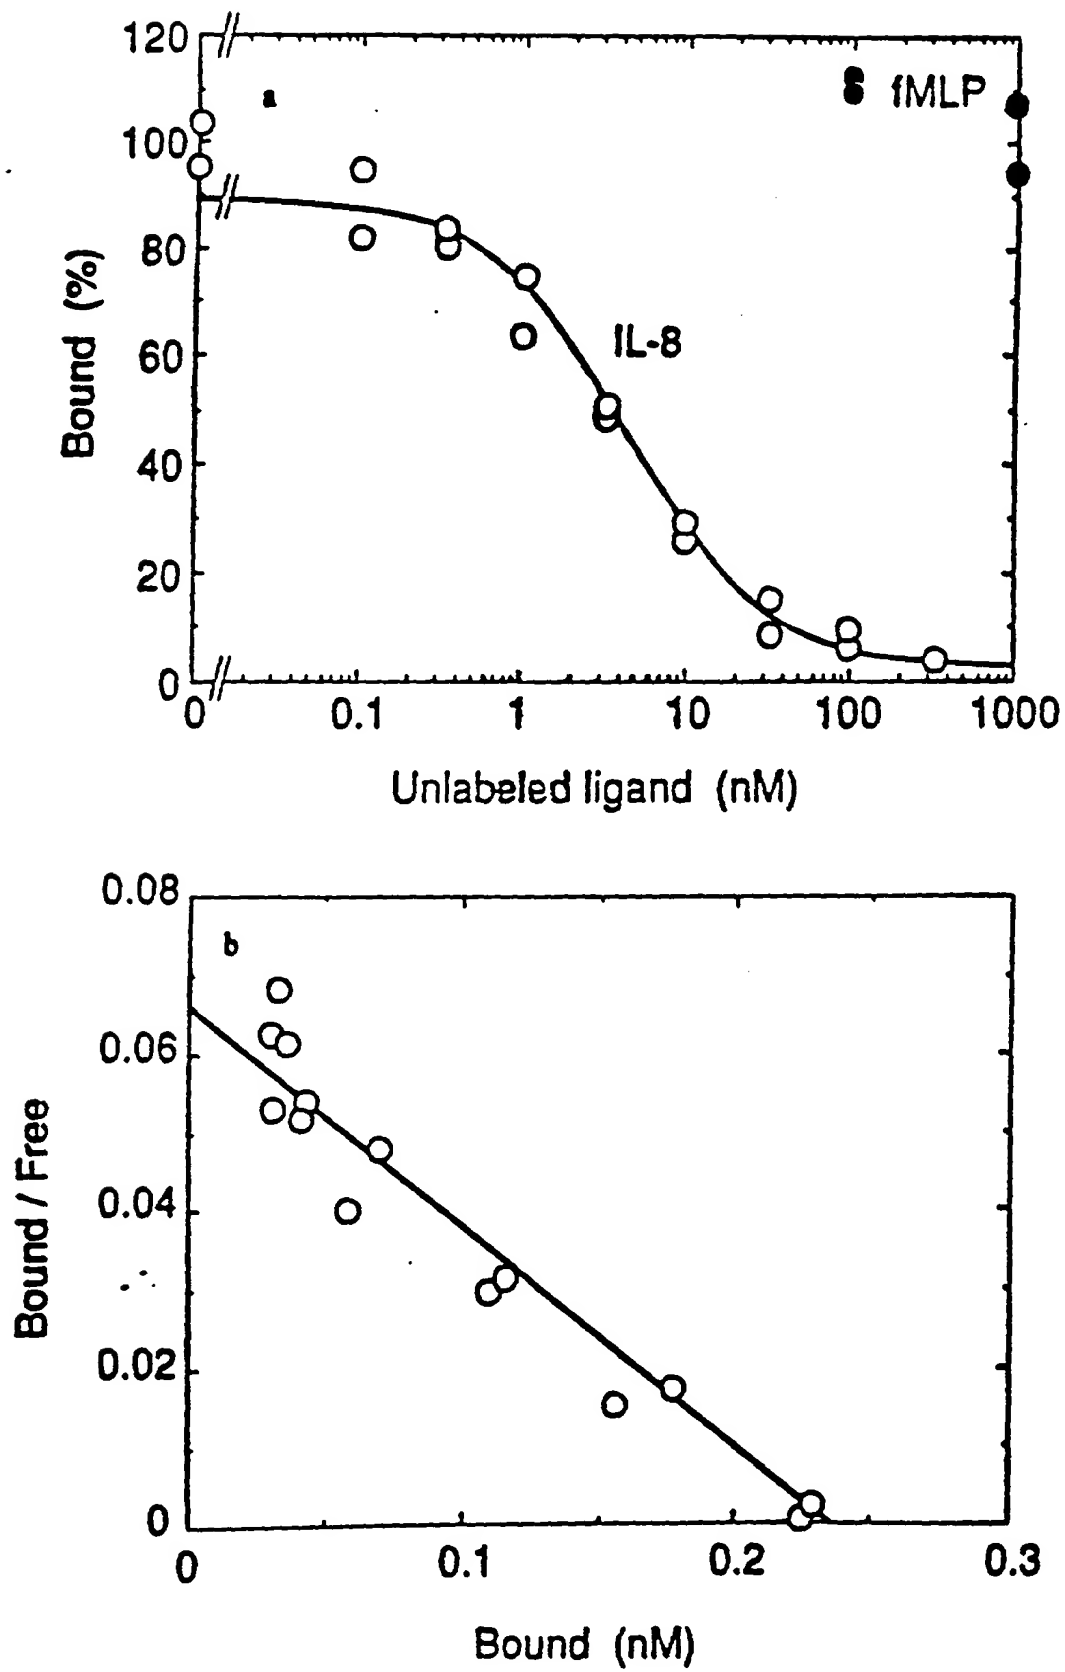 120
a
fMLP
100
80
60
IL-8
40
20
0
0 0.1 1 10 100 1000
Bound (%)
Unlabeled ligand (nM)
0.08
b
0.06
0.04
0.02
0
0 0.1 0.2 0.3
Bound / Free
Bound (nM)